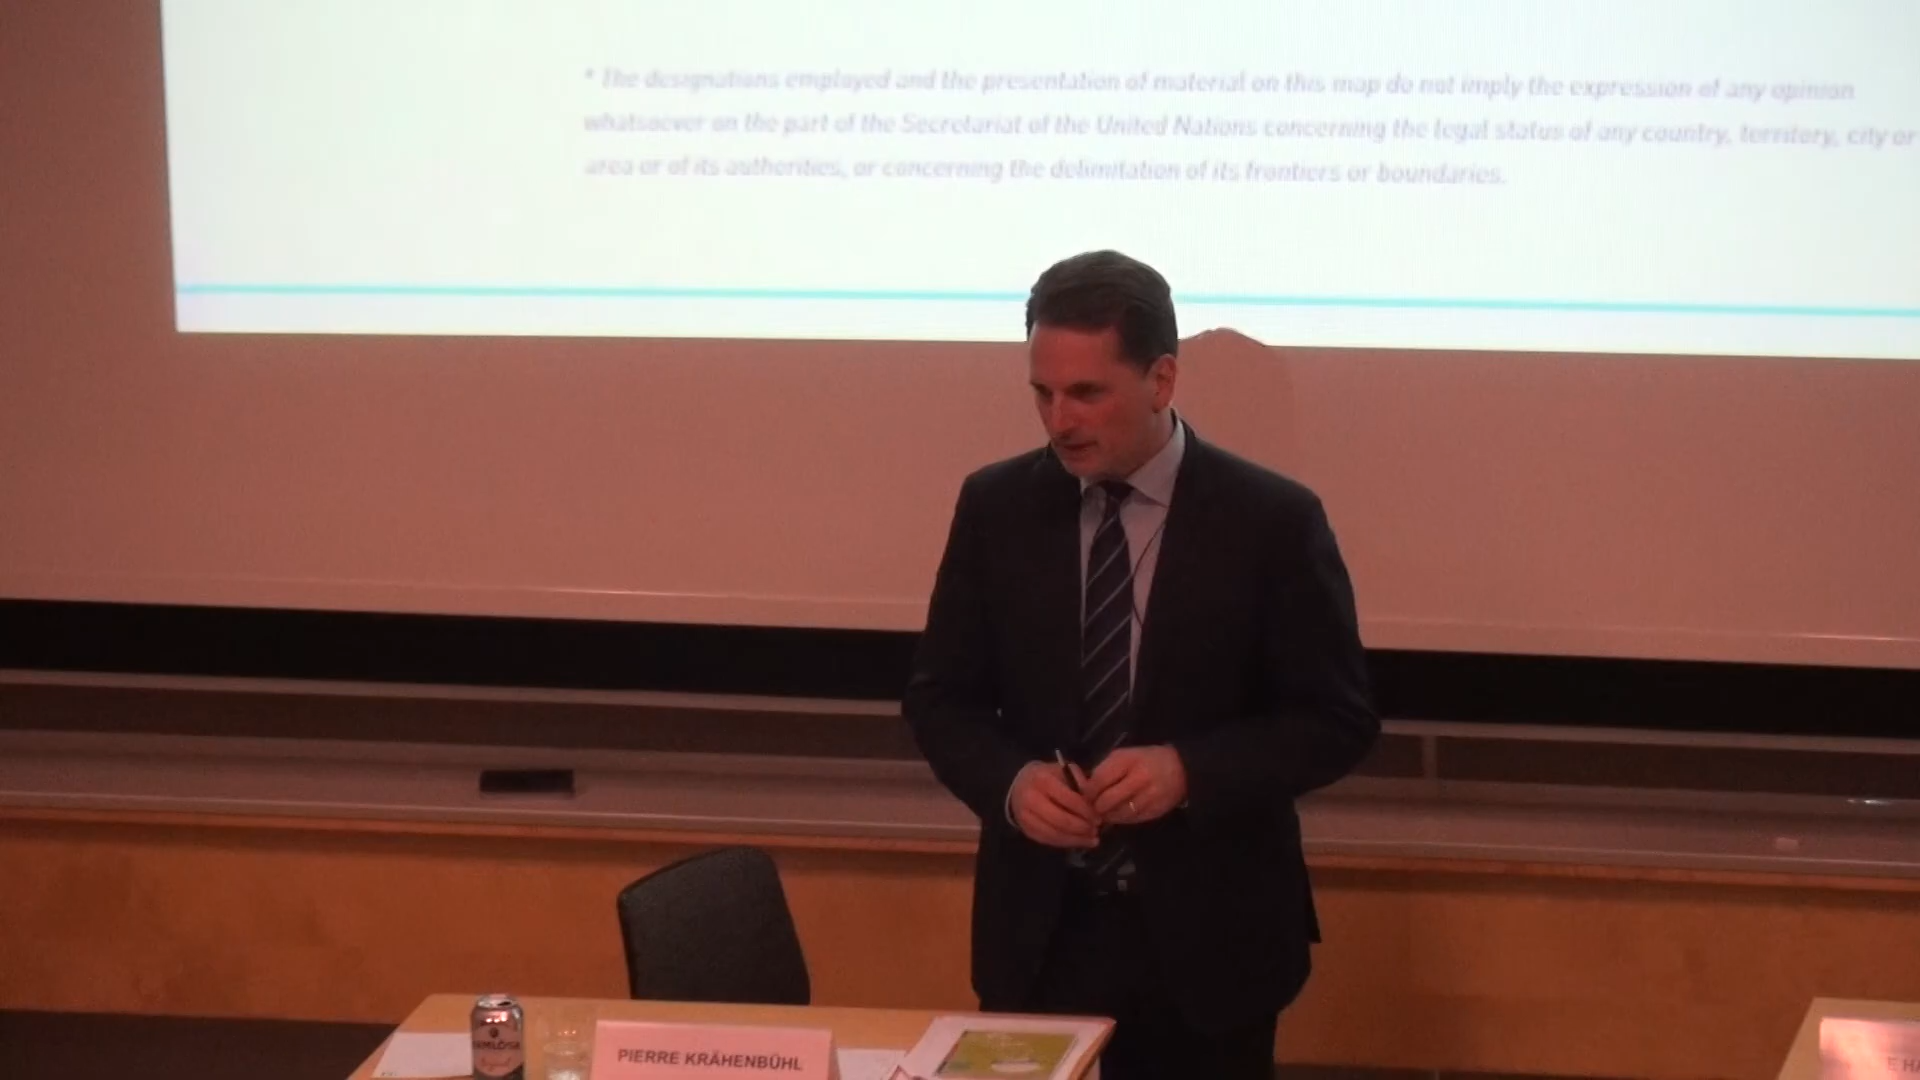 * The designations employed and the presentation of material on this map do not imply the expression of any opinion
whatsoever on the part of the Secretariat of the United Nations concerning the legal status of any country, territory, city or
area or of its authorities, or concerning the delimitation of its frontiers or boundaries.
PIERRE KRÄHENBÜHL